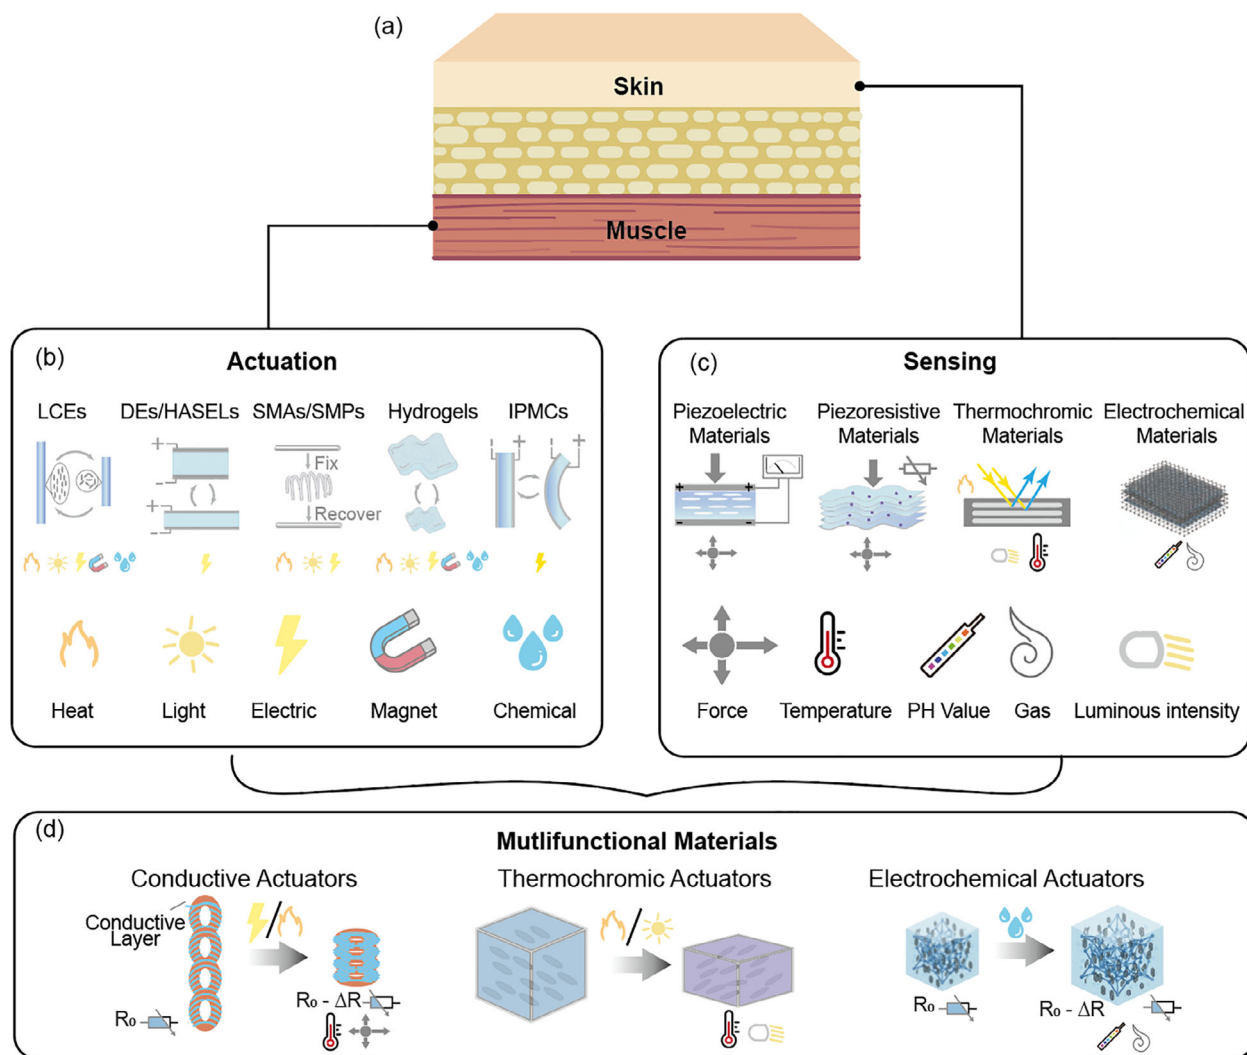 (a)
Skin
Muscle
(b)
Actuation
LCEs
DEs/HASELs
SMAs/SMPs
Hydrogels
IPMCs
+
-
+
-
Fix
Recover
-
+
-
+
Heat
Light
Electric
Magnet
Chemical
(c)
Sensing
Piezoelectric
Materials
Piezoresistive
Materials
Thermochromic
Materials
Electrochemical
Materials
+
+
-
-
Force
Temperature
PH Value
Gas
Luminous intensity
(d)
Mutlifunctional Materials
Conductive Actuators
Conductive
Layer
/
R₀
R₀ - ΔR
Thermochromic Actuators
/
Electrochemical Actuators
R₀
R₀ - ΔR